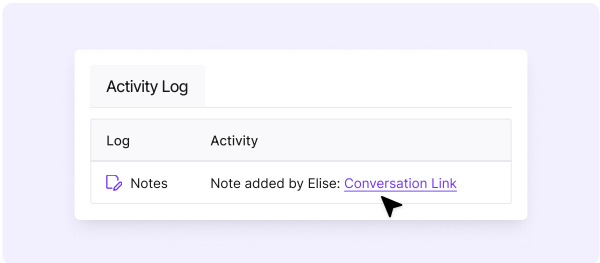 Activity Log
Log Activity
Notes Note added by Elise: Conversation Link